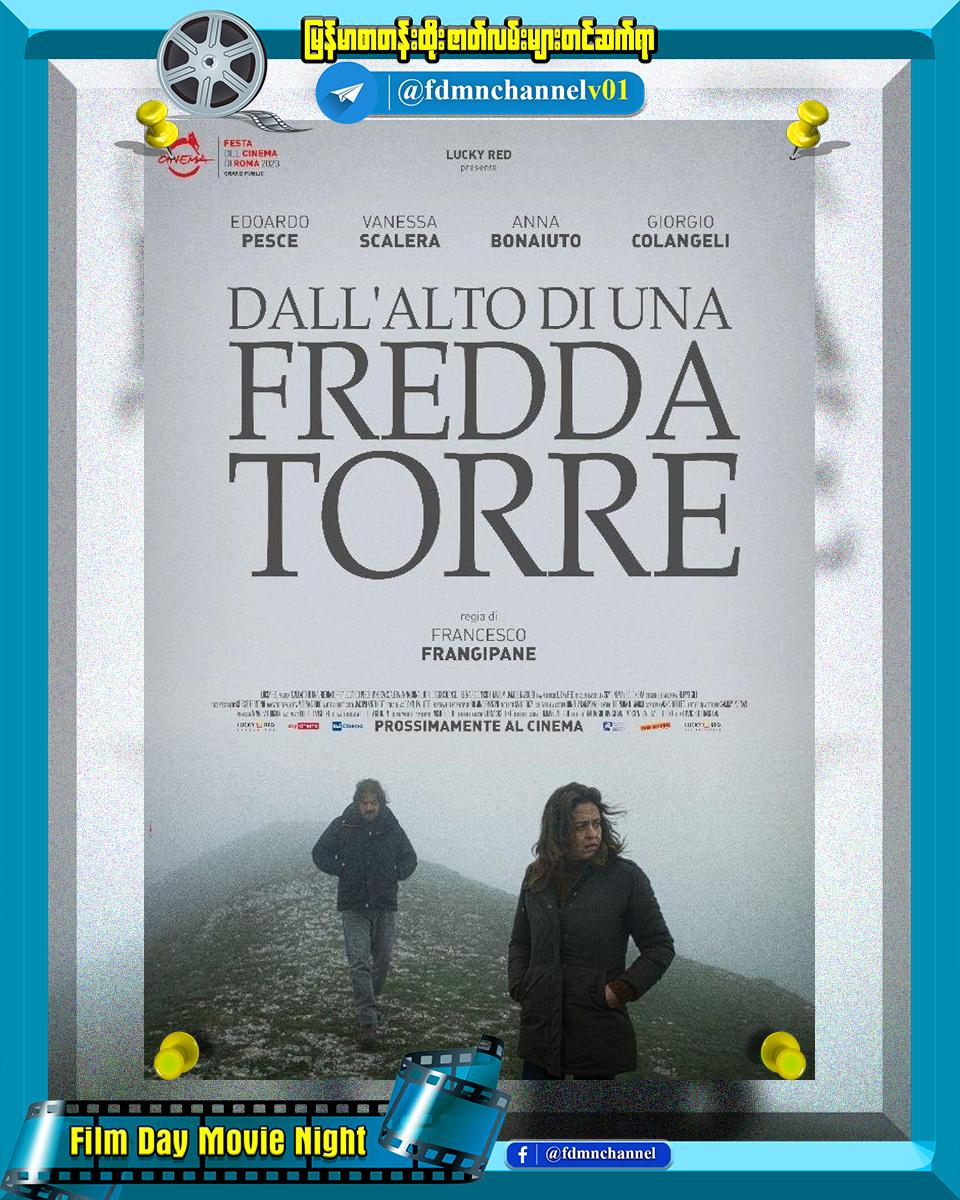 မြန်မာစာတန်းထိုးဇာတ်လမ်းများတင်ဆက်ရာ
@fdmnchannelv01
CINEMA
FESTA
DEL CINEMA
DI ROMA 2023
GRAND PUBLIC
LUCKY RED
presenta
EDOARDO PESCE
VANESSA SCALERA
ANNA BONAIUTO
GIORGIO COLANGELI
DALL'ALTO DI UNA
FREDDA
TORRE
regia di
FRANCESCO
FRANGIPANE
PROSSIMAMENTE AL CINEMA
Film Day Movie Night
@fdmnchannel